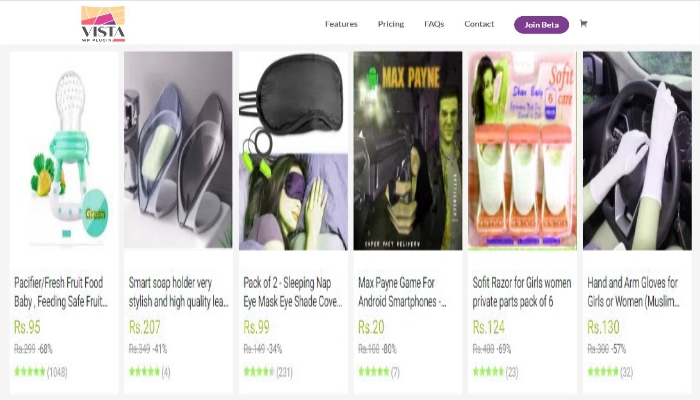 VISTA
WP PLUGIN
Features
Pricing
FAQs
Contact
Join Beta
MAX PAYNE
SUPER FAST DELIVERY
Sofit
care
6
Pacifier/Fresh Fruit Food
Baby , Feeding Safe Fruit...
Rs.95
Rs.299 -68%
(1048)
Smart soap holder very
stylish and high quality lea...
Rs.207
Rs.349 -41%
(4)
Pack of 2 - Sleeping Nap
Eye Mask Eye Shade Cove...
Rs.99
Rs.149 -34%
(231)
Max Payne Game For
Android Smartphones -...
Rs.20
Rs.100 -80%
(7)
Sofit Razor for Girls women
private parts pack of 6
Rs.124
Rs.400 -69%
(23)
Hand and Arm Gloves for
Girls or Women (Muslim...
Rs.130
Rs.300 -57%
(32)